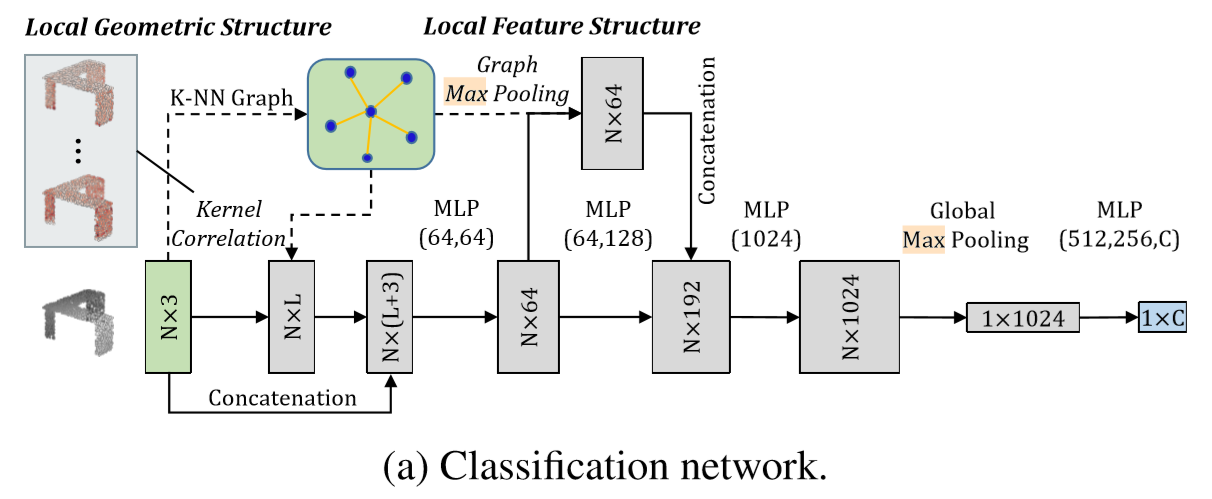 Local Geometric Structure
Local Feature Structure
K-NN Graph
Graph
Max Pooling
N×64
Concatenation
Kernel
Correlation
MLP
(64,64)
MLP
(64,128)
MLP
(1024)
Global
Max Pooling
MLP
(512,256,C)
N×3
N×L
N×(L+3)
N×64
N×192
N×1024
1×1024
1×C
Concatenation
(a) Classification network.